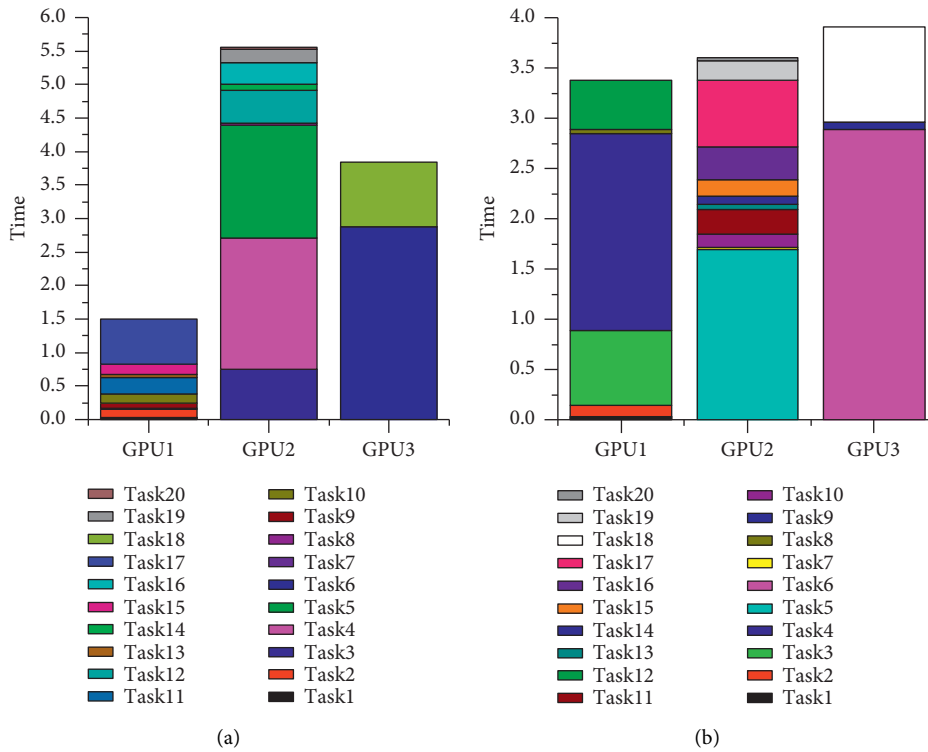 6.0
5.5
5.0
4.5
4.0
3.5
3.0
2.5
2.0
1.5
1.0
0.5
0.0
Time
GPU1 GPU2 GPU3
Task20 Task10
Task19 Task9
Task18 Task8
Task17 Task7
Task16 Task6
Task15 Task5
Task14 Task4
Task13 Task3
Task12 Task2
Task11 Task1
(a)
4.0
3.5
3.0
2.5
2.0
1.5
1.0
0.5
0.0
Time
GPU1 GPU2 GPU3
Task20 Task10
Task19 Task9
Task18 Task8
Task17 Task7
Task16 Task6
Task15 Task5
Task14 Task4
Task13 Task3
Task12 Task2
Task11 Task1
(b)